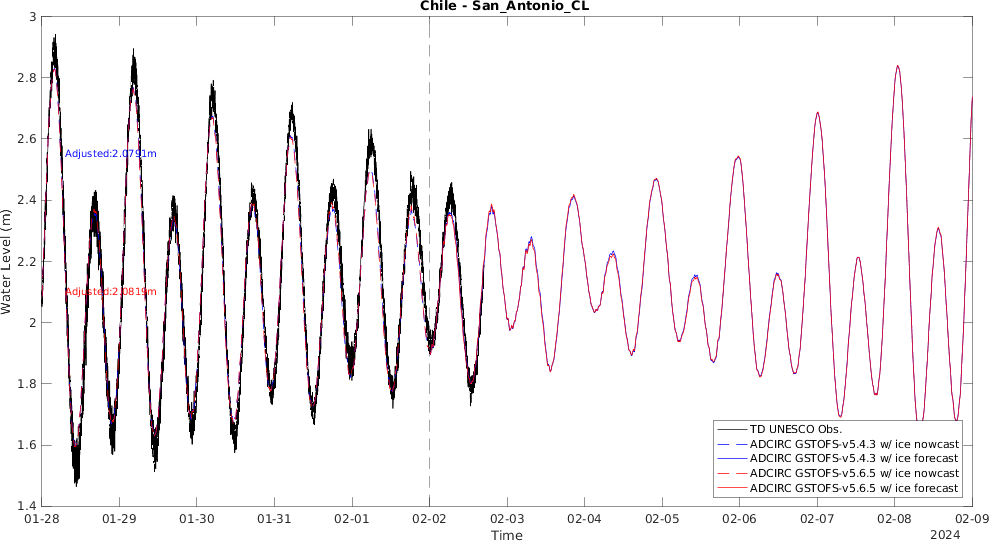 Chile - San_Antonio_CL
3
2.8
2.6
2.4
2.2
2
1.8
1.6
1.4
Water Level (m)
Adjusted:2.0791m
Adjusted:2.0819m
TD UNESCO Obs.
ADCIRC GSTOFS-v5.4.3 w/ ice nowcast
ADCIRC GSTOFS-v5.4.3 w/ ice forecast
ADCIRC GSTOFS-v5.6.5 w/ ice nowcast
ADCIRC GSTOFS-v5.6.5 w/ ice forecast
01-28 01-29 01-30 01-31 02-01 02-02 02-03 02-04 02-05 02-06 02-07 02-08 02-09
Time
2024